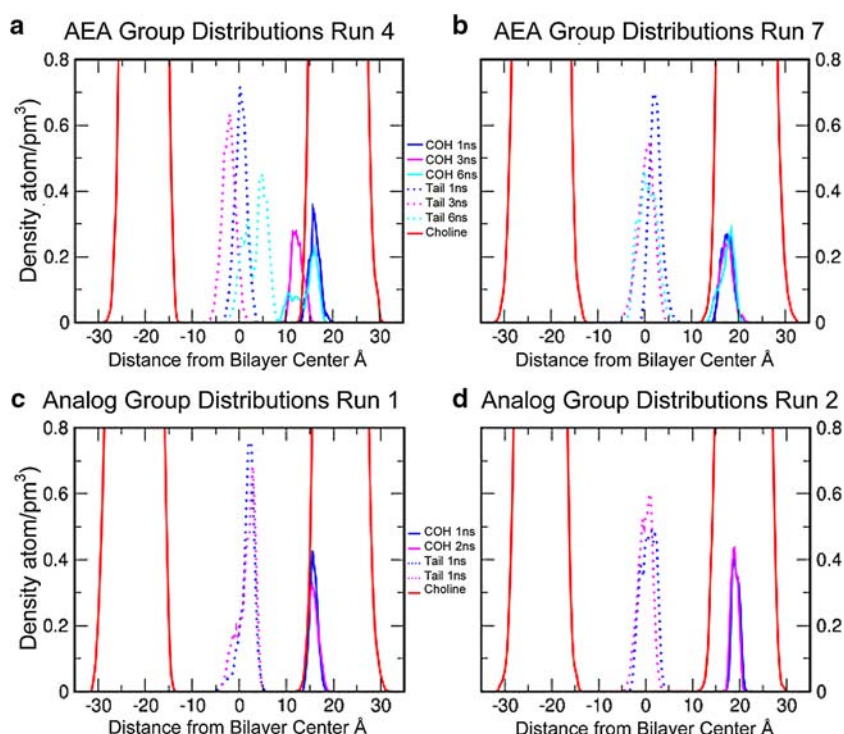 a AEA Group Distributions Run 4
b AEA Group Distributions Run 7
Density atom/pm³
0.8
0.6
0.4
0.2
0
-30 -20 -10 0 10 20 30
Distance from Bilayer Center Å
COH 1ns
COH 3ns
COH 6ns
Tail 1ns
Tail 3ns
Tail 6ns
Choline
0.8
0.6
0.4
0.2
0
-30 -20 -10 0 10 20 30
Distance from Bilayer Center Å
c Analog Group Distributions Run 1
d Analog Group Distributions Run 2
Density atom/pm³
0.8
0.6
0.4
0.2
0
-30 -20 -10 0 10 20 30
Distance from Bilayer Center Å
COH 1ns
COH 2ns
Tail 1ns
Tail 1ns
Choline
0.8
0.6
0.4
0.2
0
-30 -20 -10 0 10 20 30
Distance from Bilayer Center Å